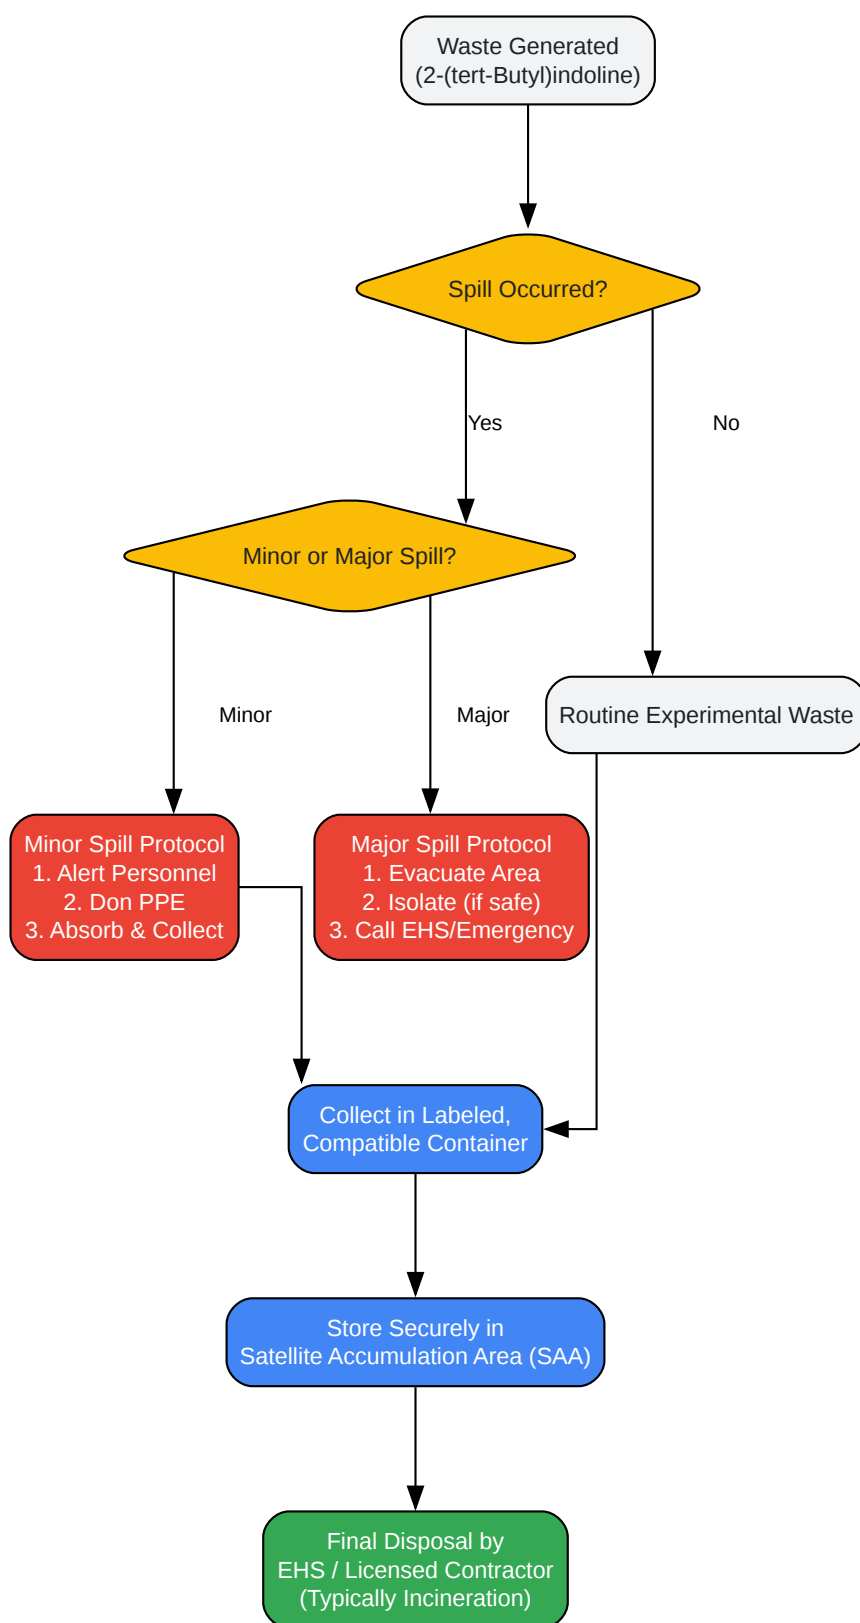 Waste Generated
(2-(tert-Butyl)indoline)
Spill Occurred?
Yes
No
Minor or Major Spill?
Minor
Major
Routine Experimental Waste
Minor Spill Protocol
1. Alert Personnel
2. Don PPE
3. Absorb & Collect
Major Spill Protocol
1. Evacuate Area
2. Isolate (if safe)
3. Call EHS/Emergency
Collect in Labeled,
Compatible Container
Store Securely in
Satellite Accumulation Area (SAA)
Final Disposal by
EHS / Licensed Contractor
(Typically Incineration)